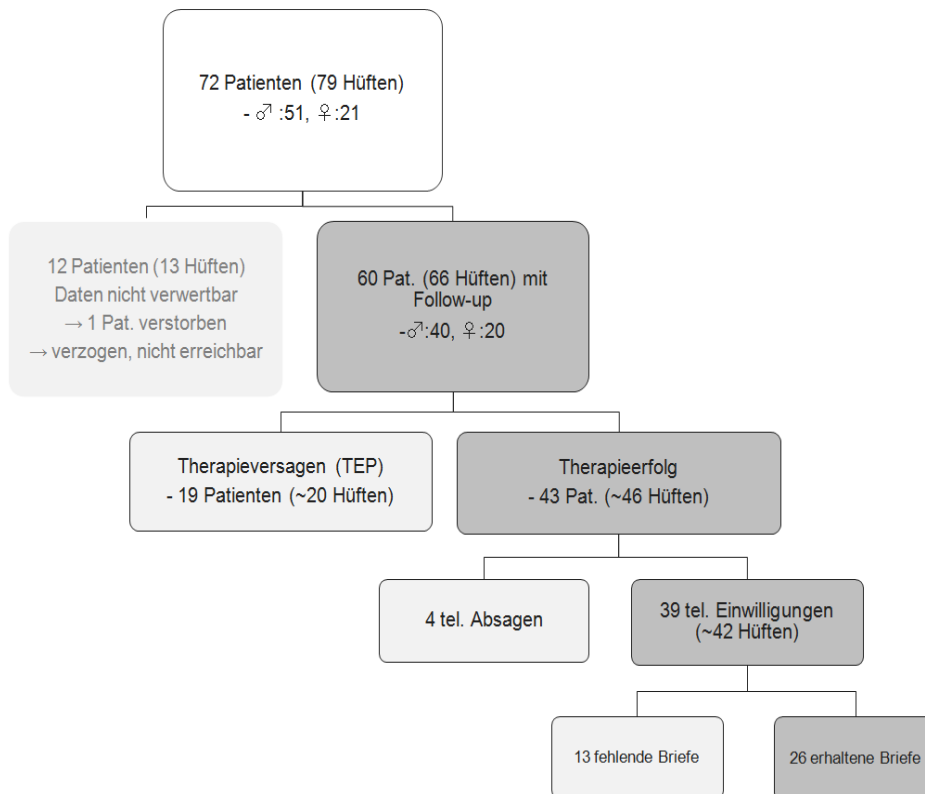 72 Patienten (79 Hüften)
- ♂ :51, ♀:21
12 Patienten (13 Hüften)
Daten nicht verwertbar
→ 1 Pat. verstorben
→ verzogen, nicht erreichbar
60 Pat. (66 Hüften) mit
Follow-up
-♂:40, ♀:20
Therapieversagen (TEP)
- 19 Patienten (~20 Hüften)
Therapieerfolg
- 43 Pat. (~46 Hüften)
4 tel. Absagen
39 tel. Einwilligungen
(~42 Hüften)
13 fehlende Briefe
26 erhaltene Briefe